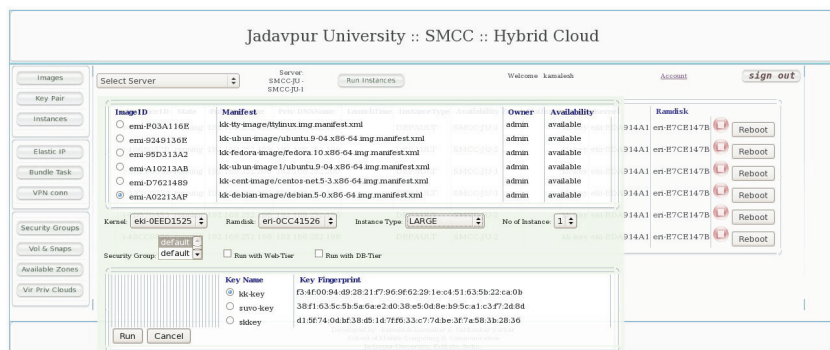 Jadavpur University :: SMCC :: Hybrid Cloud
Images
Key Pair
Instances
Elastic IP
Bundle Task
VPN conn
Security Groups
Vol & Snaps
Available Zones
Vir Priv Clouds
Select Server
Server:
SMCC-JU -
SMCC-JU-1
Run Instances
Welcome kamalesh
Account
sign out
ImageID Manifest Owner Availability Ramdisk
emi-F03A116E kk-tty-image/ttylinux.img.manifest.xml admin available
emi-9249136E kk-ubun-image/ubuntu.9-04.x86-64.img.manifest.xml admin available 914A1 eri-E7CE147B Reboot
emi-95D313A2 kk-fedora-image/fedora.10.x86-64.img.manifest.xml admin available 914A1 eri-E7CE147B Reboot
emi-A10213AB kk-ubun-image1/ubuntu.9-04.x86-64.img.manifest.xml admin available 914A1 eri-E7CE147B Reboot
emi-D7621489 kk-cent-image/centos-net.5-3.x86-64.img.manifest.xml admin available 914A1 eri-E7CE147B Reboot
emi-A02213AF kk-debian-image/debian.5-0.x86-64.img.manifest.xml admin available
Kernel: eki-0EED1525 Ramdisk: eri-0CC41526 Instance Type: LARGE No of Instance: 1 914A1 eri-E7CE147B Reboot
914A1 eri-E7CE147B Reboot
default
Security Group: default Run with Web-Tier Run with DB-Tier
Key Name Key Fingerprint
kk-key f3:4f:00:94:d9:28:21:f7:96:9f:62:29:1e:c4:51:63:5b:22:ca:0b
suvo-key 38:f1:63:5c:5b:5a:6a:e2:d0:38:e5:0d:8e:b9:5c:a1:c3:f7:2d:8d
skkey d1:5f:74:0d:bf:38:d5:1d:7f:f6:33:c7:7d:be:3f:7a:58:3b:28:36
Run
Cancel